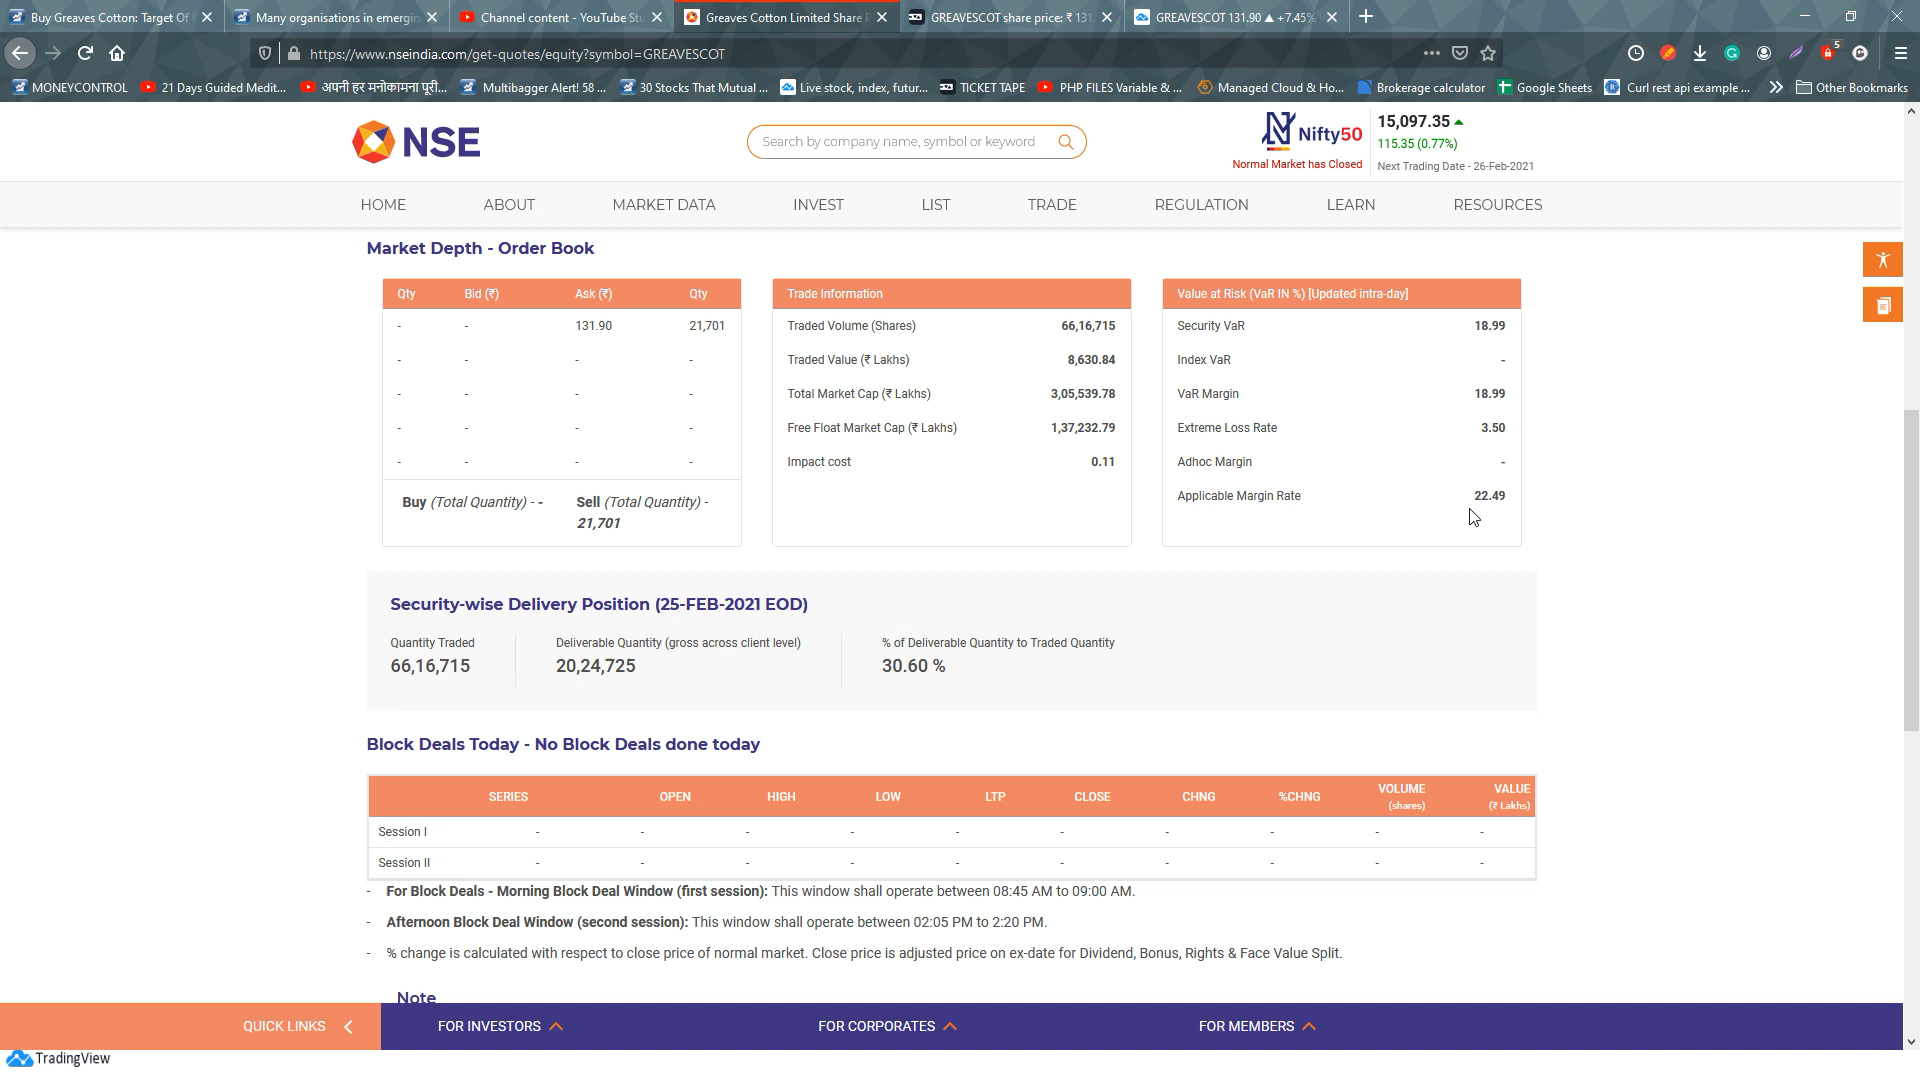 Buy Greaves Cotton: Target Of
Many organisations in emergin
Channel content - YouTube Stu
Greaves Cotton Limited Share P
GREAVESCOT share price: ₹ 131
GREAVESCOT 131.90 ▲ +7.45%
https://www.nseindia.com/get-quotes/equity?symbol=GREAVESCOT
5
MONEYCONTROL
21 Days Guided Medit...
अपनी हर मनोकामना पूरी...
Multibagger Alert! 58 ...
30 Stocks That Mutual ...
Live stock, index, futur...
TICKET TAPE
PHP FILES Variable & ...
Managed Cloud & Ho...
Brokerage calculator
Google Sheets
Curl rest api example ...
Other Bookmarks
NSE
Search by company name, symbol or keyword
Nifty50
Normal Market has Closed
15,097.35
115.35 (0.77%)
Next Trading Date - 26-Feb-2021
HOME ABOUT MARKET DATA INVEST LIST TRADE REGULATION LEARN RESOURCES
Market Depth - Order Book
Qty Bid (₹) Ask (₹) Qty
- - 131.90 21,701
- - - -
- - - -
- - - -
- - - -
Buy (Total Quantity) - -
Sell (Total Quantity) -
21,701
Trade Information
Traded Volume (Shares) 66,16,715
Traded Value (₹ Lakhs) 8,630.84
Total Market Cap (₹ Lakhs) 3,05,539.78
Free Float Market Cap (₹ Lakhs) 1,37,232.79
Impact cost 0.11
Value at Risk (VaR IN %) [Updated intra-day]
Security VaR 18.99
Index VaR -
VaR Margin 18.99
Extreme Loss Rate 3.50
Adhoc Margin -
Applicable Margin Rate 22.49
Security-wise Delivery Position (25-FEB-2021 EOD)
Quantity Traded Deliverable Quantity (gross across client level) % of Deliverable Quantity to Traded Quantity
66,16,715 20,24,725 30.60 %
Block Deals Today - No Block Deals done today
SERIES OPEN HIGH LOW LTP CLOSE CHNG %CHNG VOLUME (shares) VALUE (₹ Lakhs)
Session I - - - - - - - - - -
Session II - - - - - - - - - -
- For Block Deals - Morning Block Deal Window (first session): This window shall operate between 08:45 AM to 09:00 AM.
- Afternoon Block Deal Window (second session): This window shall operate between 02:05 PM to 2:20 PM.
- % change is calculated with respect to close price of normal market. Close price is adjusted price on ex-date for Dividend, Bonus, Rights & Face Value Split.
Note
QUICK LINKS FOR INVESTORS FOR CORPORATES FOR MEMBERS
TradingView